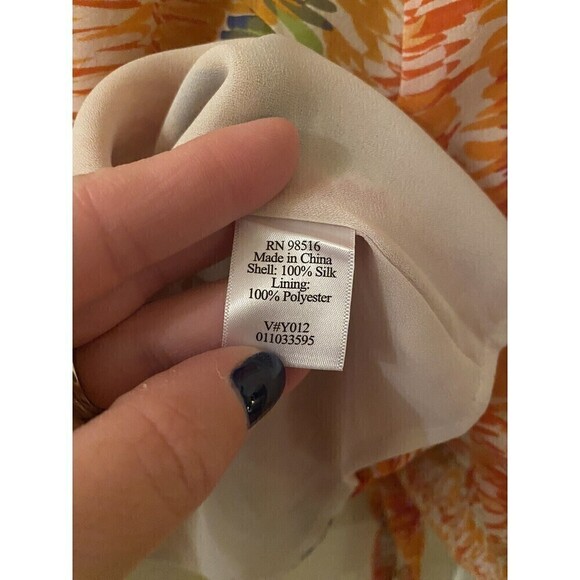 RN 98516
Made in China
Shell: 100% Silk
Lining:
100% Polyester
V#Y012
011033595